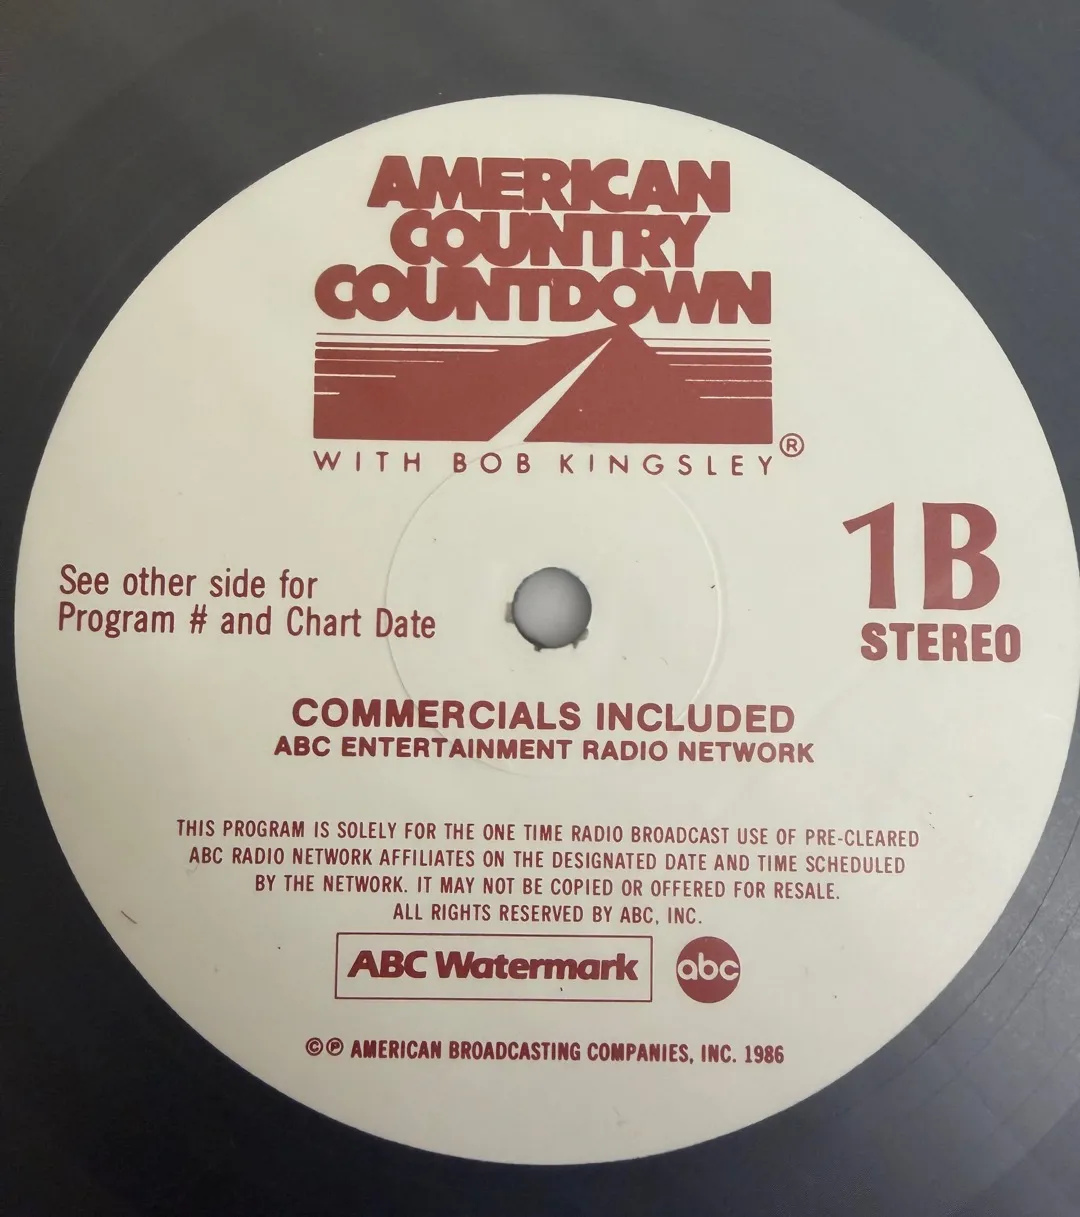 AMERICAN
COUNTRY
COUNTDOWN
WITH BOB KINGSLEY®
1B
STEREO
See other side for
Program # and Chart Date
COMMERCIALS INCLUDED
ABC ENTERTAINMENT RADIO NETWORK
THIS PROGRAM IS SOLELY FOR THE ONE TIME RADIO BROADCAST USE OF PRE-CLEARED
ABC RADIO NETWORK AFFILIATES ON THE DESIGNATED DATE AND TIME SCHEDULED
BY THE NETWORK. IT MAY NOT BE COPIED OR OFFERED FOR RESALE.
ALL RIGHTS RESERVED BY ABC, INC.
ABC Watermark abc
©℗ AMERICAN BROADCASTING COMPANIES, INC. 1986